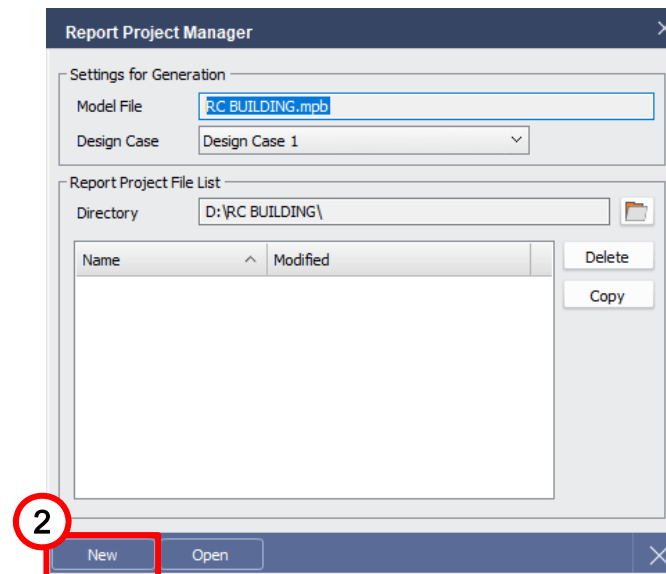 Report Project Manager
Settings for Generation
Model File RC BUILDING.mpb
Design Case Design Case 1
Report Project File List
Directory D:\RC BUILDING\
Name Modified Delete
Copy
2
New Open